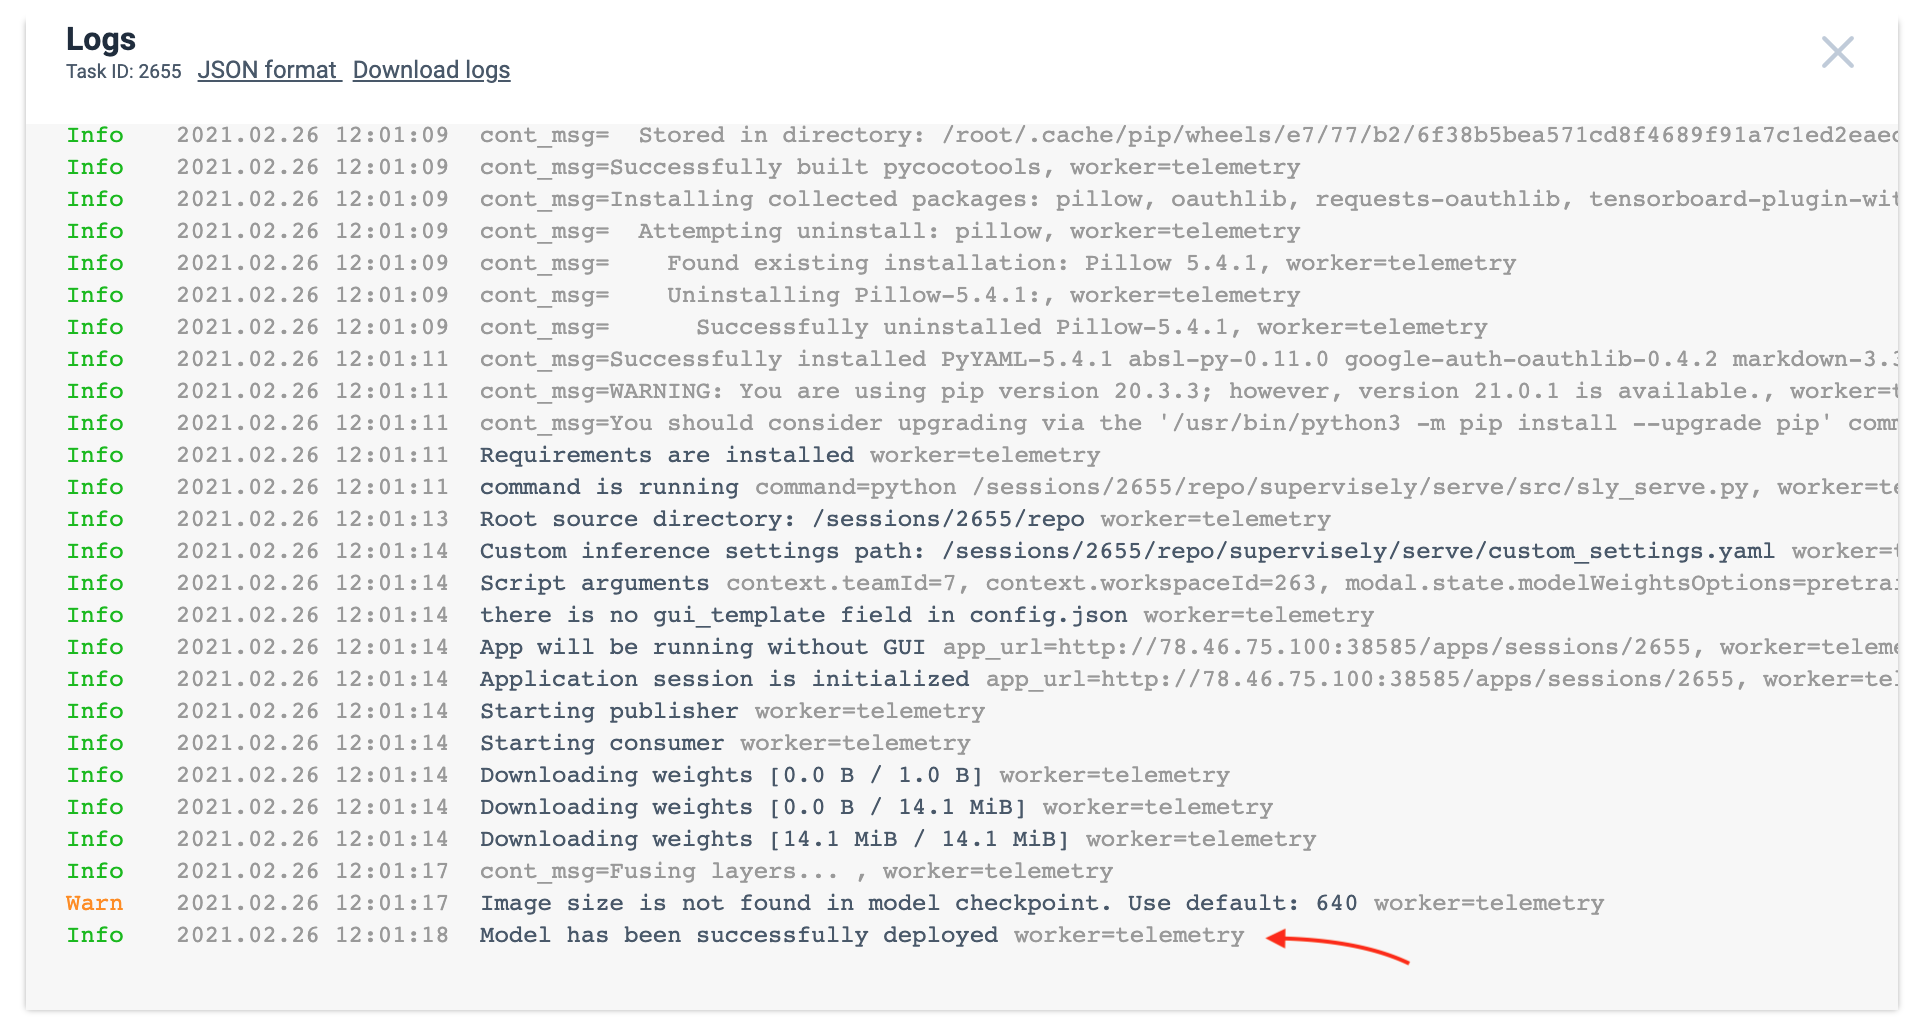 Logs
Task ID: 2655 JSON format Download logs
Info 2021.02.26 12:01:09 cont_msg=  Stored in directory: /root/.cache/pip/wheels/e7/77/b2/6f38b5bea571cd8f4689f91a7c1ed2eaec
Info 2021.02.26 12:01:09 cont_msg=Successfully built pycocotools, worker=telemetry
Info 2021.02.26 12:01:09 cont_msg=Installing collected packages: pillow, oauthlib, requests-oauthlib, tensorboard-plugin-wit
Info 2021.02.26 12:01:09 cont_msg=  Attempting uninstall: pillow, worker=telemetry
Info 2021.02.26 12:01:09 cont_msg=    Found existing installation: Pillow 5.4.1, worker=telemetry
Info 2021.02.26 12:01:09 cont_msg=    Uninstalling Pillow-5.4.1:, worker=telemetry
Info 2021.02.26 12:01:09 cont_msg=      Successfully uninstalled Pillow-5.4.1, worker=telemetry
Info 2021.02.26 12:01:11 cont_msg=Successfully installed PyYAML-5.4.1 absl-py-0.11.0 google-auth-oauthlib-0.4.2 markdown-3.3
Info 2021.02.26 12:01:11 cont_msg=WARNING: You are using pip version 20.3.3; however, version 21.0.1 is available., worker=t
Info 2021.02.26 12:01:11 cont_msg=You should consider upgrading via the '/usr/bin/python3 -m pip install --upgrade pip' comm
Info 2021.02.26 12:01:11 Requirements are installed worker=telemetry
Info 2021.02.26 12:01:11 command is running command=python /sessions/2655/repo/supervisely/serve/src/sly_serve.py, worker=te
Info 2021.02.26 12:01:13 Root source directory: /sessions/2655/repo worker=telemetry
Info 2021.02.26 12:01:14 Custom inference settings path: /sessions/2655/repo/supervisely/serve/custom_settings.yaml worker=t
Info 2021.02.26 12:01:14 Script arguments context.teamId=7, context.workspaceId=263, modal.state.modelWeightsOptions=pretrai
Info 2021.02.26 12:01:14 there is no gui_template field in config.json worker=telemetry
Info 2021.02.26 12:01:14 App will be running without GUI app_url=http://78.46.75.100:38585/apps/sessions/2655, worker=teleme
Info 2021.02.26 12:01:14 Application session is initialized app_url=http://78.46.75.100:38585/apps/sessions/2655, worker=tel
Info 2021.02.26 12:01:14 Starting publisher worker=telemetry
Info 2021.02.26 12:01:14 Starting consumer worker=telemetry
Info 2021.02.26 12:01:14 Downloading weights [0.0 B / 1.0 B] worker=telemetry
Info 2021.02.26 12:01:14 Downloading weights [0.0 B / 14.1 MiB] worker=telemetry
Info 2021.02.26 12:01:14 Downloading weights [14.1 MiB / 14.1 MiB] worker=telemetry
Info 2021.02.26 12:01:17 cont_msg=Fusing layers... , worker=telemetry
Warn 2021.02.26 12:01:17 Image size is not found in model checkpoint. Use default: 640 worker=telemetry
Info 2021.02.26 12:01:18 Model has been successfully deployed worker=telemetry